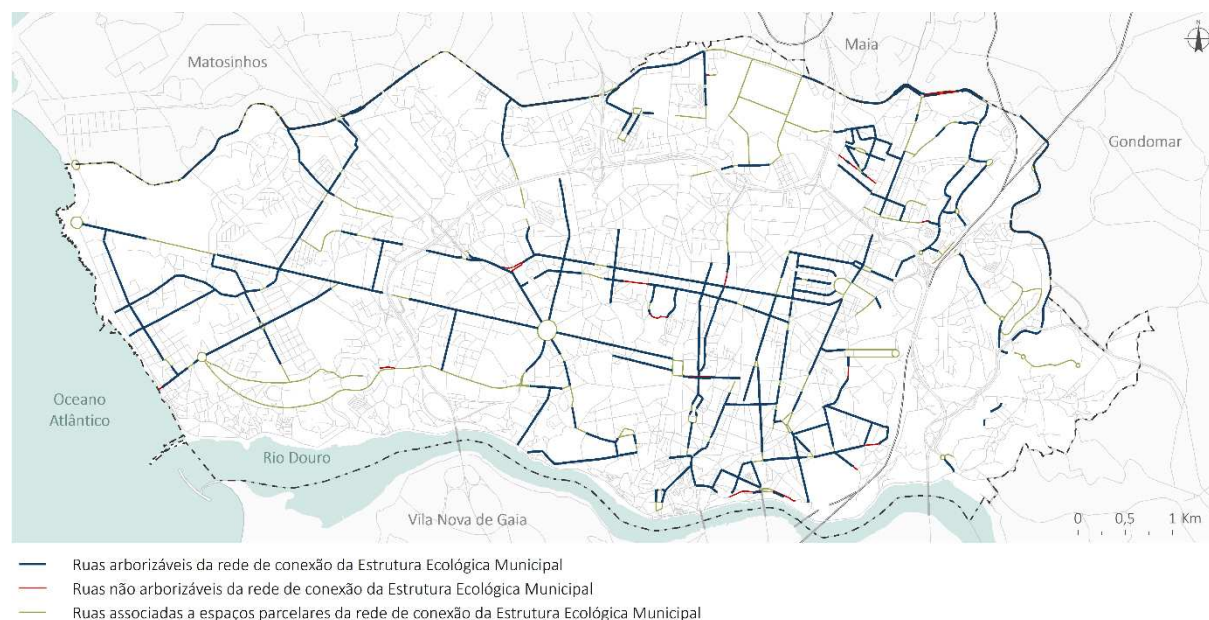 Matosinhos
Maia
N
Gondomar
Oceano
Atlântico
Rio Douro
Vila Nova de Gaia
0 0,5 1 Km
Ruas arborizáveis da rede de conexão da Estrutura Ecológica Municipal
Ruas não arborizáveis da rede de conexão da Estrutura Ecológica Municipal
Ruas associadas a espaços parcelares da rede de conexão da Estrutura Ecológica Municipal